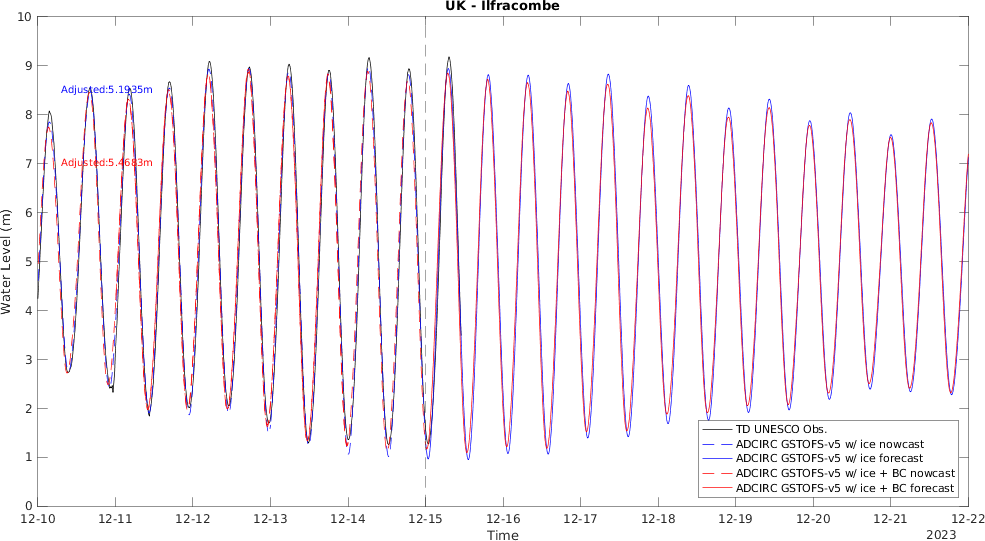 UK - Ilfracombe
10
9
8
7
6
5
4
3
2
1
0
Water Level (m)
Adjusted:5.1935m
Adjusted:5.4683m
TD UNESCO Obs.
ADCIRC GSTOFS-v5 w/ ice nowcast
ADCIRC GSTOFS-v5 w/ ice forecast
ADCIRC GSTOFS-v5 w/ ice + BC nowcast
ADCIRC GSTOFS-v5 w/ ice + BC forecast
12-10 12-11 12-12 12-13 12-14 12-15 12-16 12-17 12-18 12-19 12-20 12-21 12-22
Time
2023